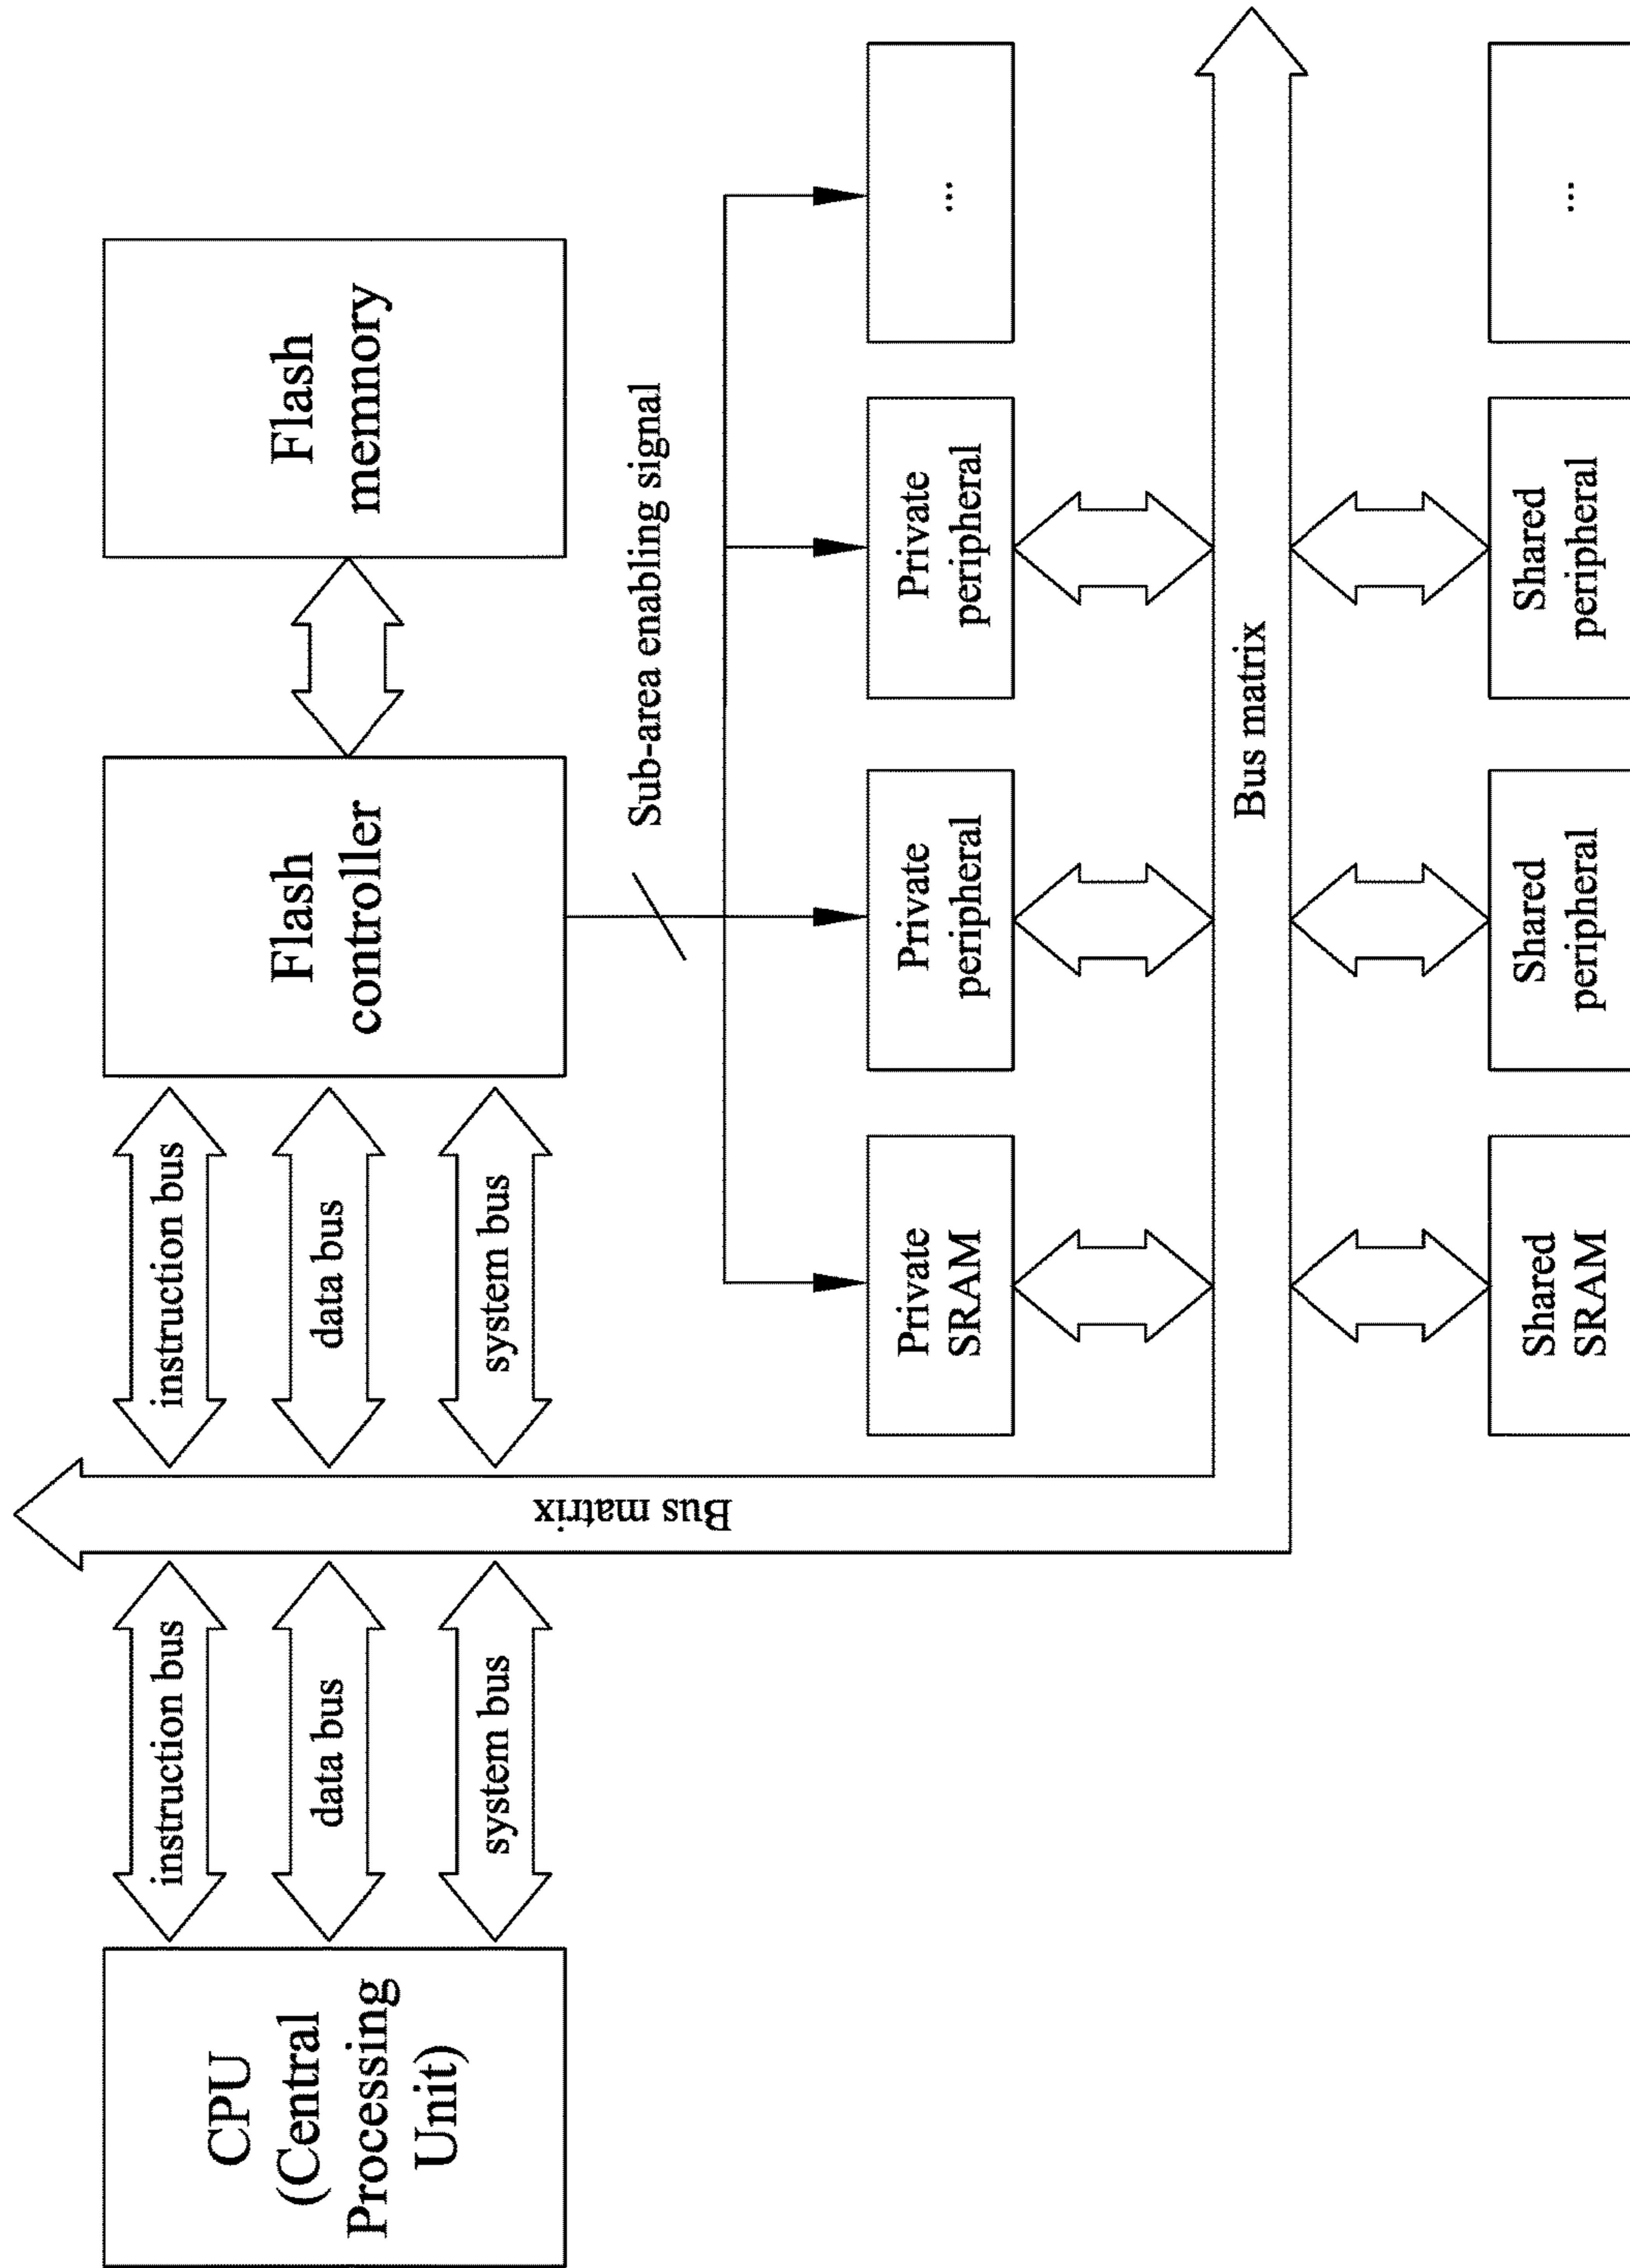 CPU
(Central
Processing
Unit)
instruction bus
data bus
system bus
Bus matrix
instruction bus
data bus
system bus
Flash
controller
Flash
memnory
Sub-area enabling signal
Private
SRAM
Private
peripheral
Private
peripheral
...
Bus matrix
Shared
SRAM
Shared
peripheral
Shared
peripheral
...